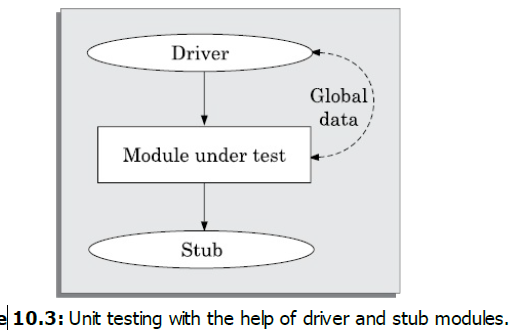 Driver
Global
data
Module under test
Stub
e 10.3: Unit testing with the help of driver and stub modules.